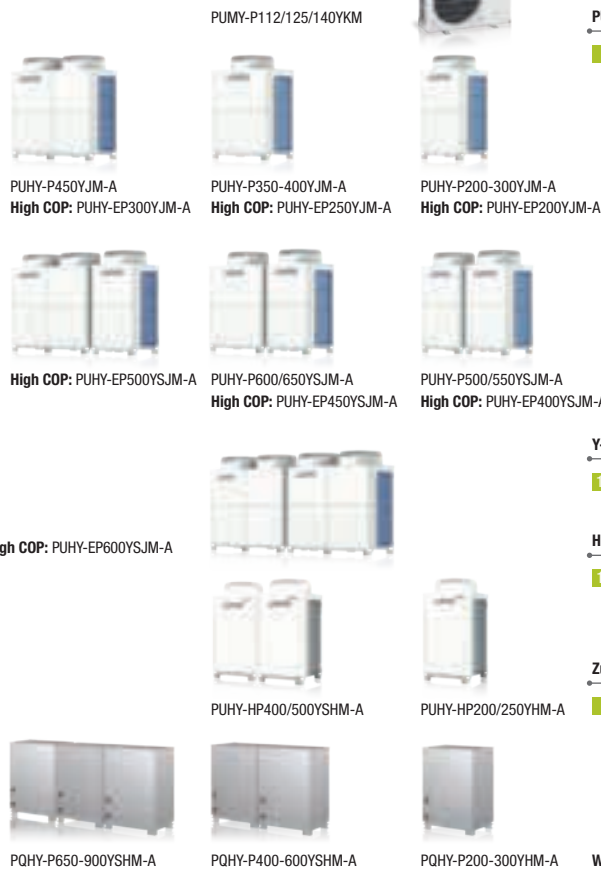 PUMY-P112/125/140YKM
PUHY-P450YJM-A
High COP: PUHY-EP300YJM-A
PUHY-P350-400YJM-A
High COP: PUHY-EP250YJM-A
PUHY-P200-300YJM-A
High COP: PUHY-EP200YJM-A
High COP: PUHY-EP500YSJM-A
PUHY-P600/650YSJM-A
High COP: PUHY-EP450YSJM-A
PUHY-P500/550YSJM-A
High COP: PUHY-EP400YSJM-A
COP: PUHY-EP600YSJM-A
PUHY-HP400/500YSHM-A
PUHY-HP200/250YHM-A
PQHY-P650-900YSHM-A
PQHY-P400-600YSHM-A
PQHY-P200-300YHM-A